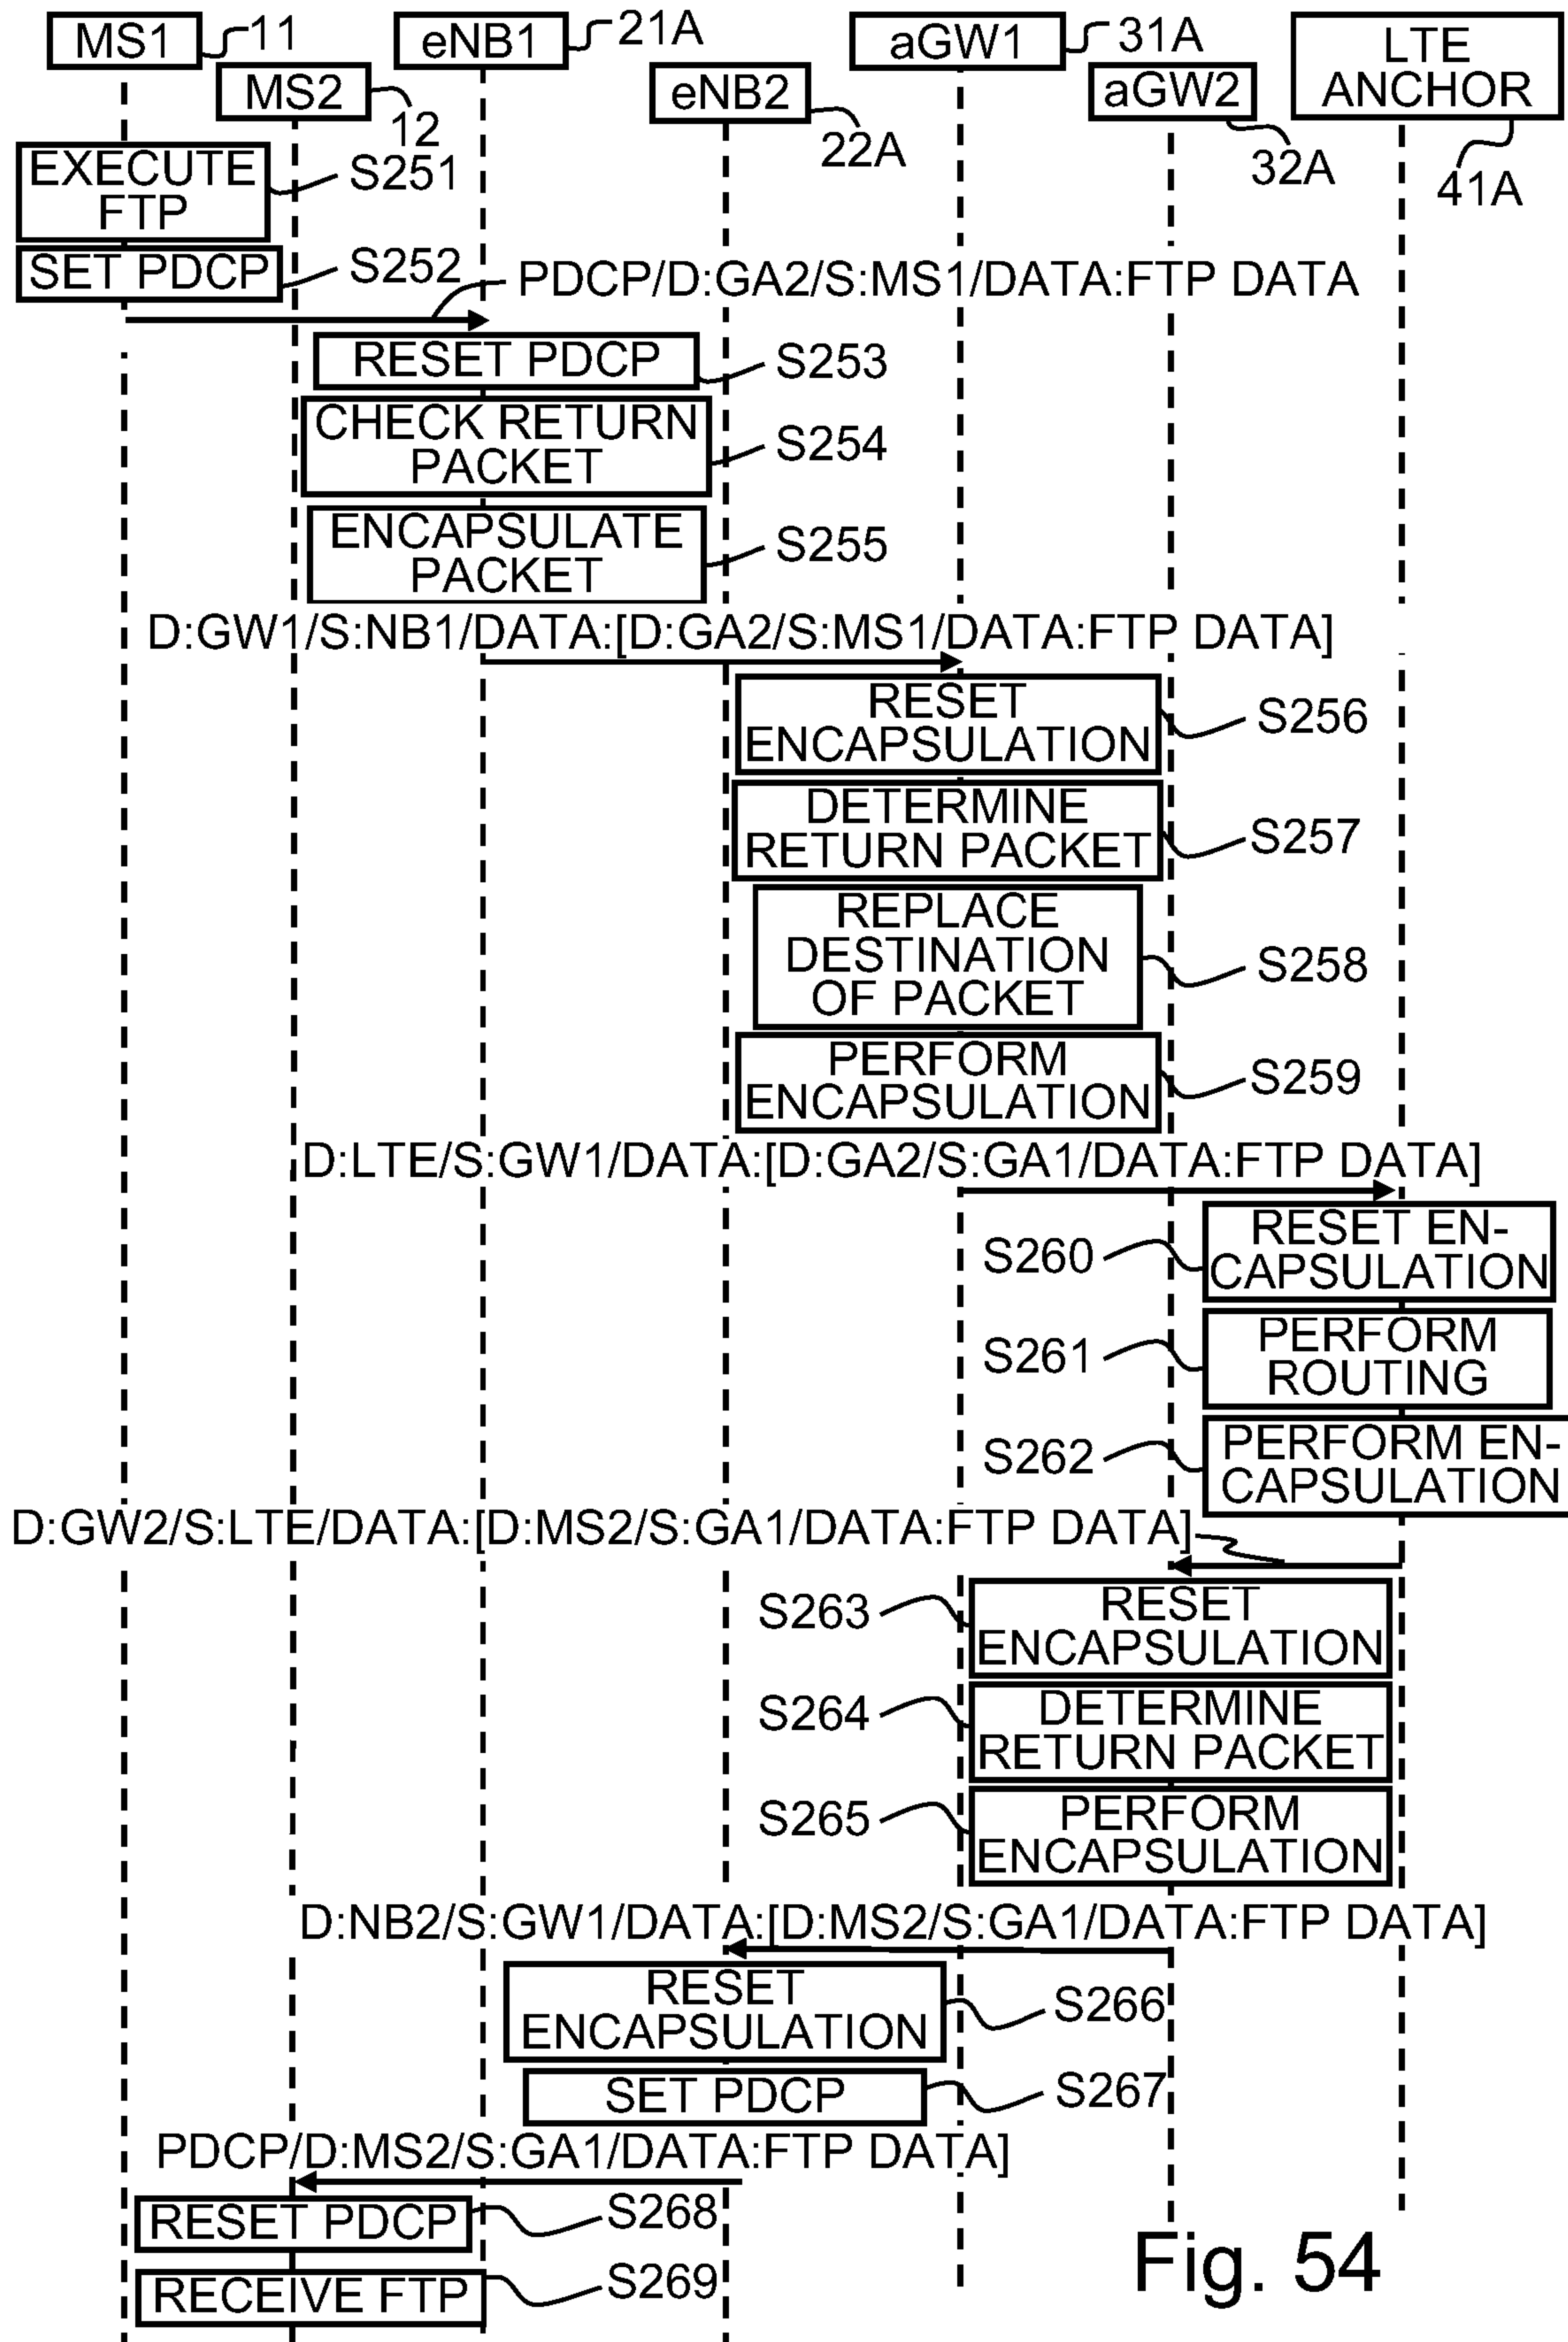 MS1
11
eNB1
21A
aGW1
31A
LTE
ANCHOR
MS2
12
eNB2
22A
aGW2
32A
41A
EXECUTE
FTP
S251
SET PDCP
S252
PDCP/D:GA2/S:MS1/DATA:FTP DATA
RESET PDCP
S253
CHECK RETURN
PACKET
S254
ENCAPSULATE
PACKET
S255
D:GW1/S:NB1/DATA:[D:GA2/S:MS1/DATA:FTP DATA]
RESET
ENCAPSULATION
S256
DETERMINE
RETURN PACKET
S257
REPLACE
DESTINATION
OF PACKET
S258
PERFORM
ENCAPSULATION
S259
D:LTE/S:GW1/DATA:[D:GA2/S:GA1/DATA:FTP DATA]
S260
RESET EN-
CAPSULATION
S261
PERFORM
ROUTING
S262
PERFORM EN-
CAPSULATION
D:GW2/S:LTE/DATA:[D:MS2/S:GA1/DATA:FTP DATA]
S263
RESET
ENCAPSULATION
S264
DETERMINE
RETURN PACKET
S265
PERFORM
ENCAPSULATION
D:NB2/S:GW1/DATA:[D:MS2/S:GA1/DATA:FTP DATA]
RESET
ENCAPSULATION
S266
SET PDCP
S267
PDCP/D:MS2/S:GA1/DATA:FTP DATA]
RESET PDCP
S268
RECEIVE FTP
S269
Fig. 54